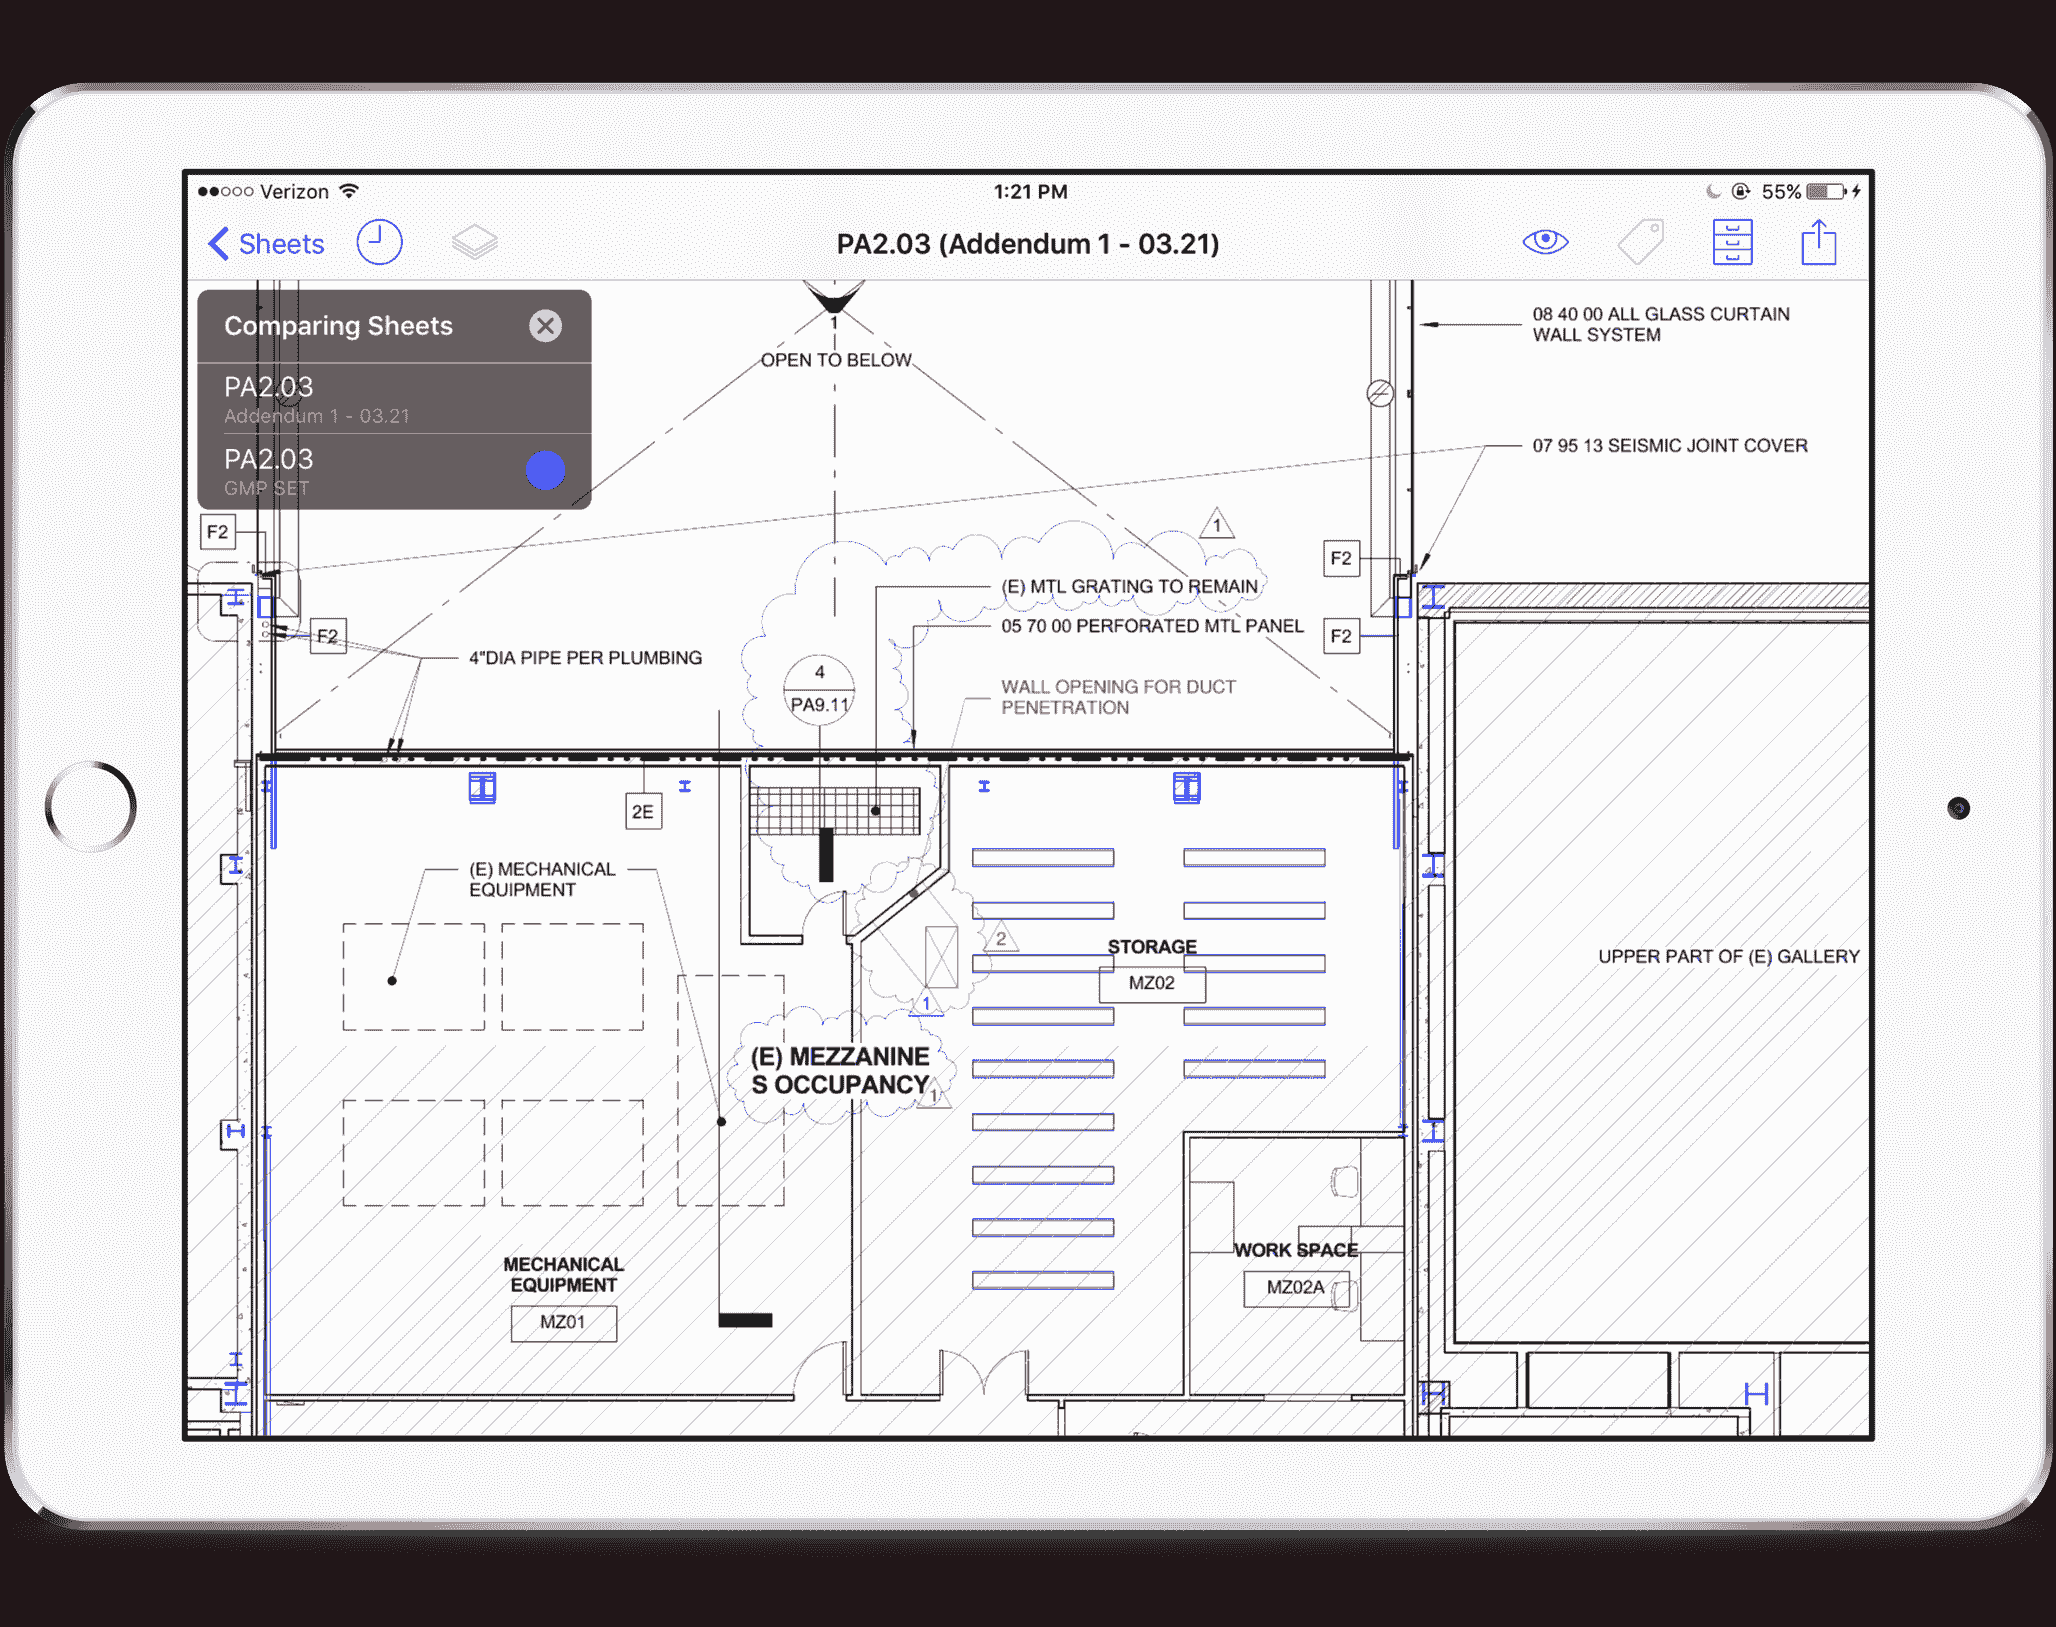 Verizon
1:21 PM
55%
Sheets
PA2.03 (Addendum 1 - 03.21)
Comparing Sheets
PA2.03
Addendum 1 - 03.21
PA2.03
GMP SET
1
OPEN TO BELOW
08 40 00 ALL GLASS CURTAIN
WALL SYSTEM
07 95 13 SEISMIC JOINT COVER
1
F2
F2
(E) MTL GRATING TO REMAIN
05 70 00 PERFORATED MTL PANEL
F2
F2
4"DIA PIPE PER PLUMBING
4
PA9.11
WALL OPENING FOR DUCT
PENETRATION
2E
(E) MECHANICAL
EQUIPMENT
2
STORAGE
MZ02
UPPER PART OF (E) GALLERY
1
(E) MEZZANINE
S OCCUPANCY
1
WORK SPACE
MZ02A
MECHANICAL
EQUIPMENT
MZ01